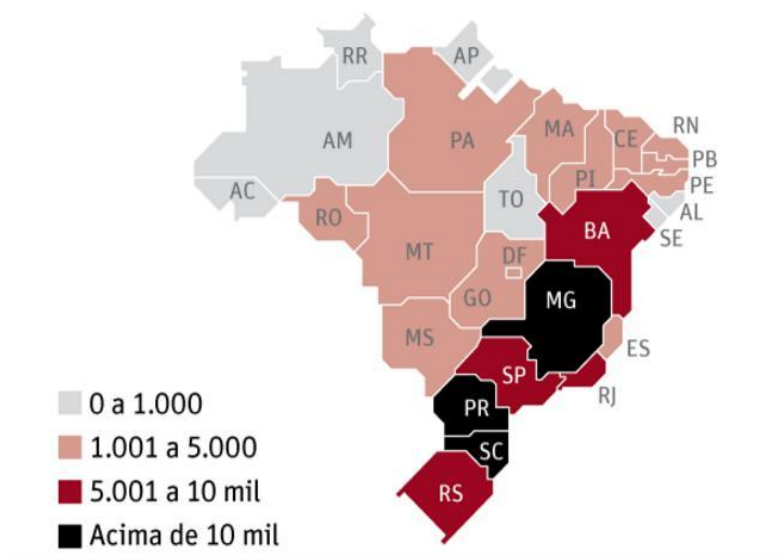 RR
AP
AM
PA
MA
CE
RN
PB
PI
PE
AC
TO
AL
RO
BA
SE
MT
DF
GO
MG
MS
ES
SP
RJ
PR
SC
RS
0 a 1.000
1.001 a 5.000
5.001 a 10 mil
Acima de 10 mil